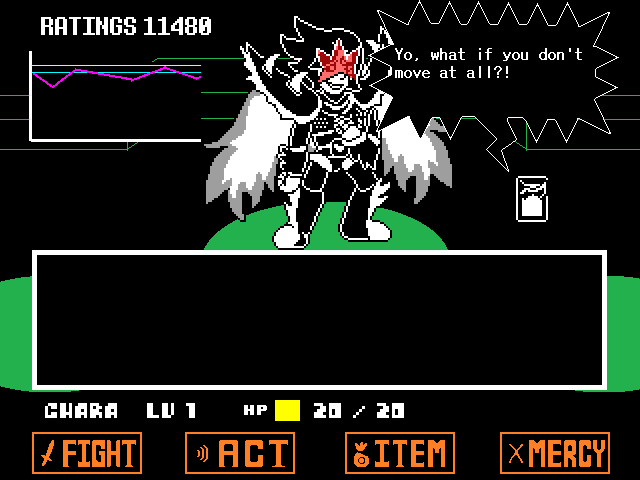 RATINGS 11480
Yo, what if you don't
move at all?!
CHARA LV 1 HP 20 / 20
FIGHT ACT ITEM MERCY